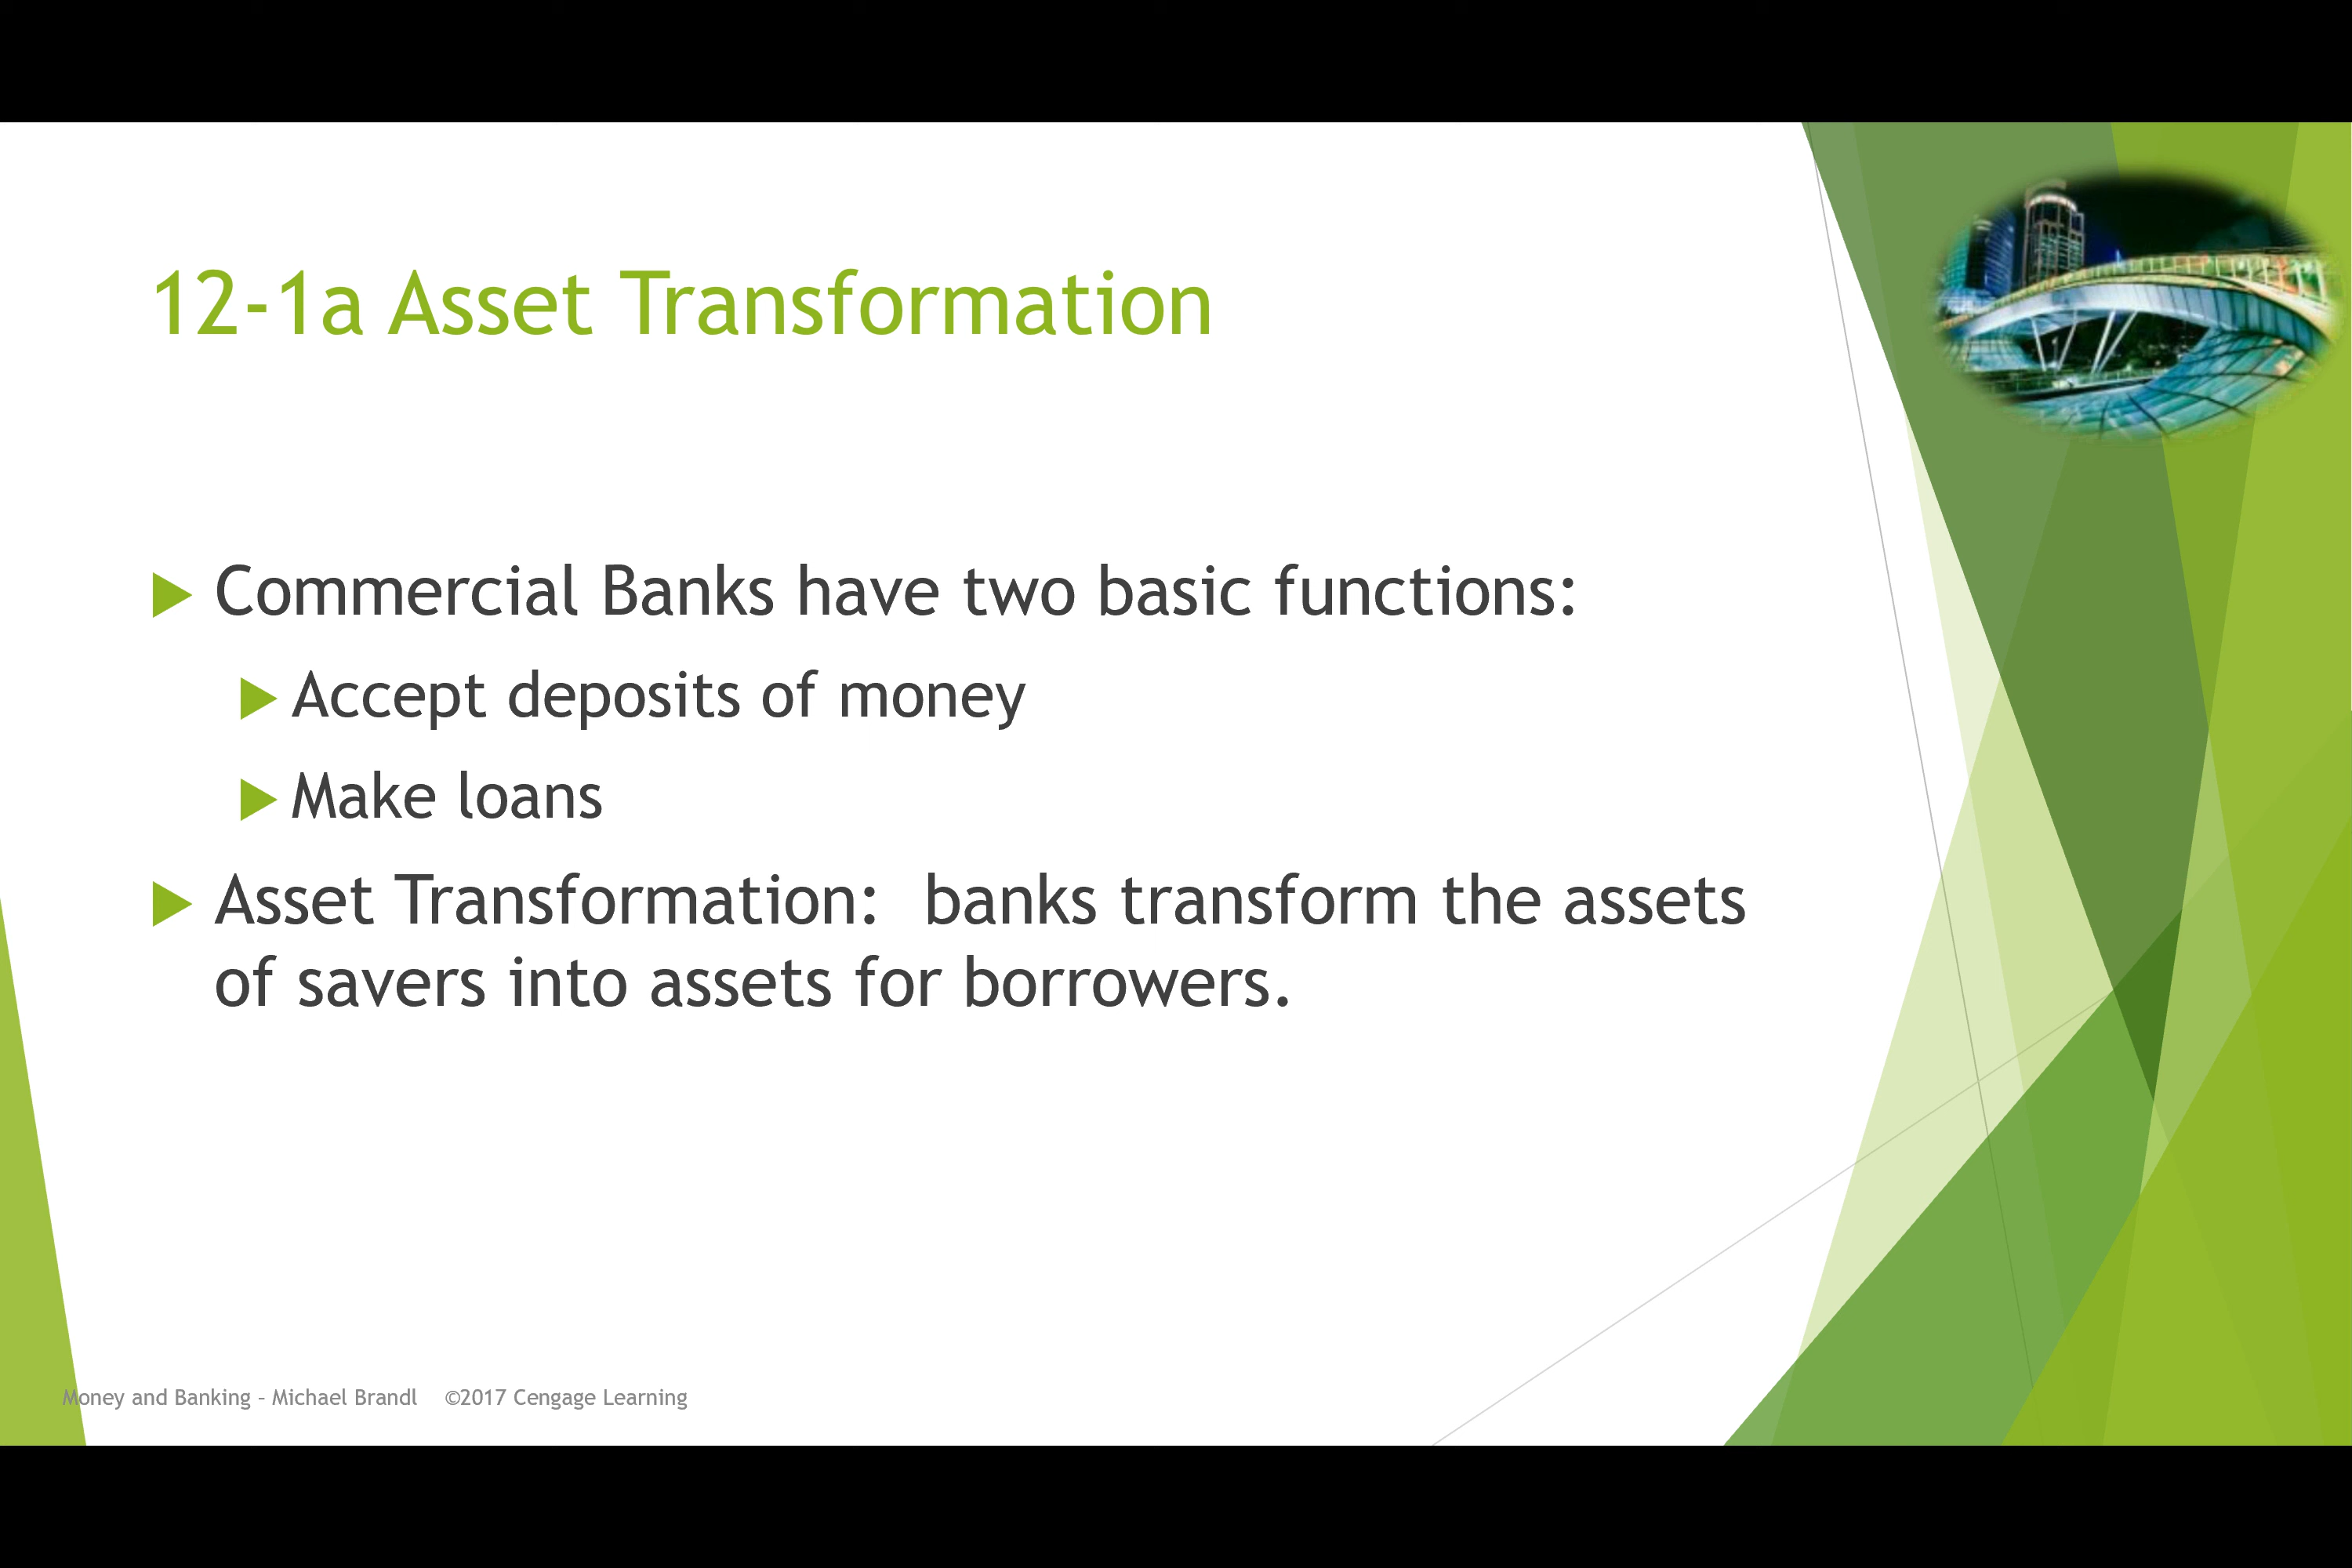 12-1a Asset Transformation
Commercial Banks have two basic functions:
Accept deposits of money
Make loans
Asset Transformation:  banks transform the assets
of savers into assets for borrowers.
Money and Banking – Michael Brandl    ©2017 Cengage Learning